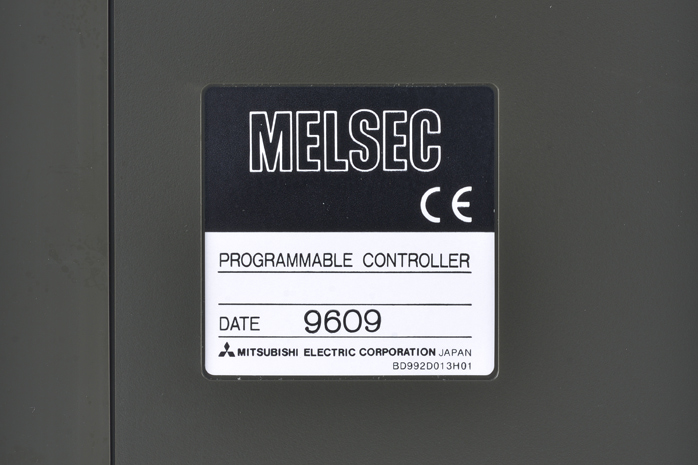 MELSEC
CE
PROGRAMMABLE CONTROLLER
DATE 9609
MITSUBISHI ELECTRIC CORPORATION JAPAN
BD992D013H01